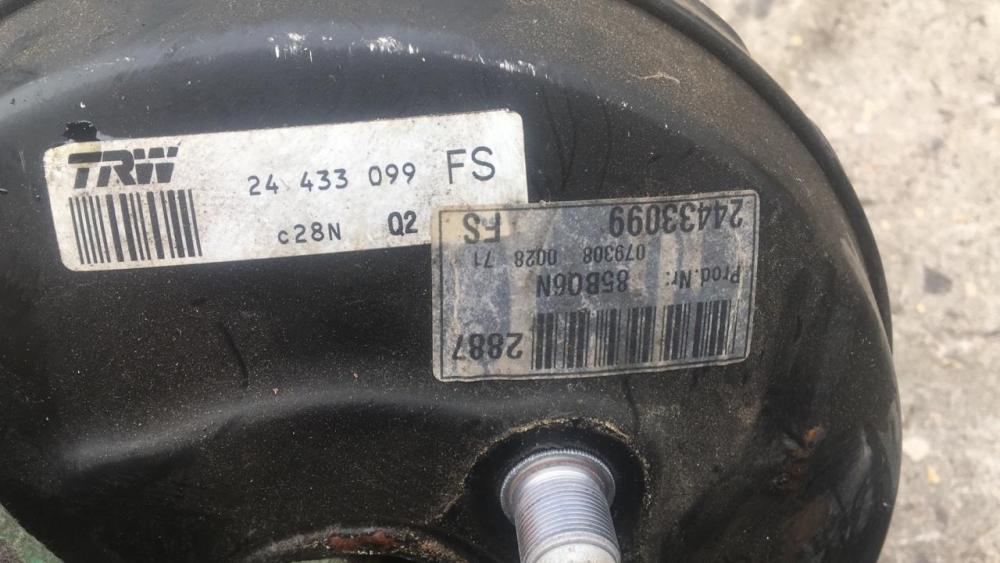 TRW
24 433 099 FS
c28N Q2
24433099 FS
079308 0028 71
Prod.Nr: 85BQ6N
2887